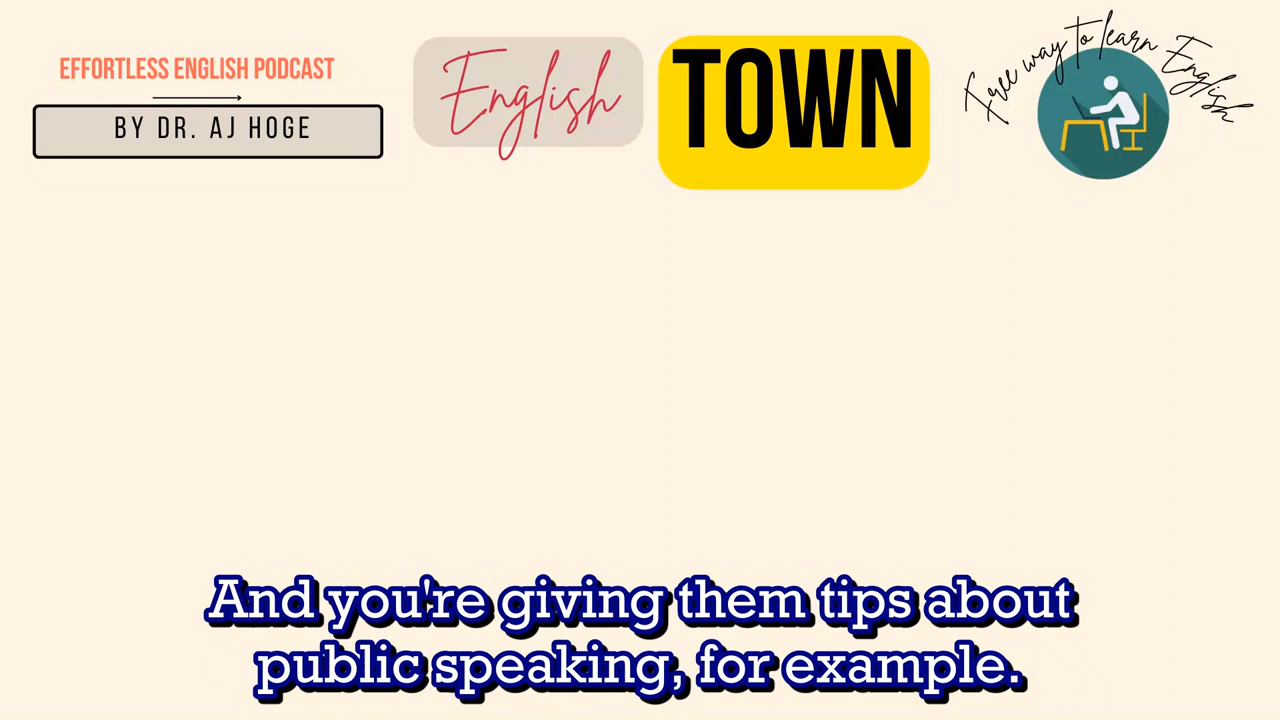 EFFORTLESS ENGLISH PODCAST
BY DR. AJ HOGE
English
TOWN
Free way to learn English
And you're giving them tips about
public speaking, for example.